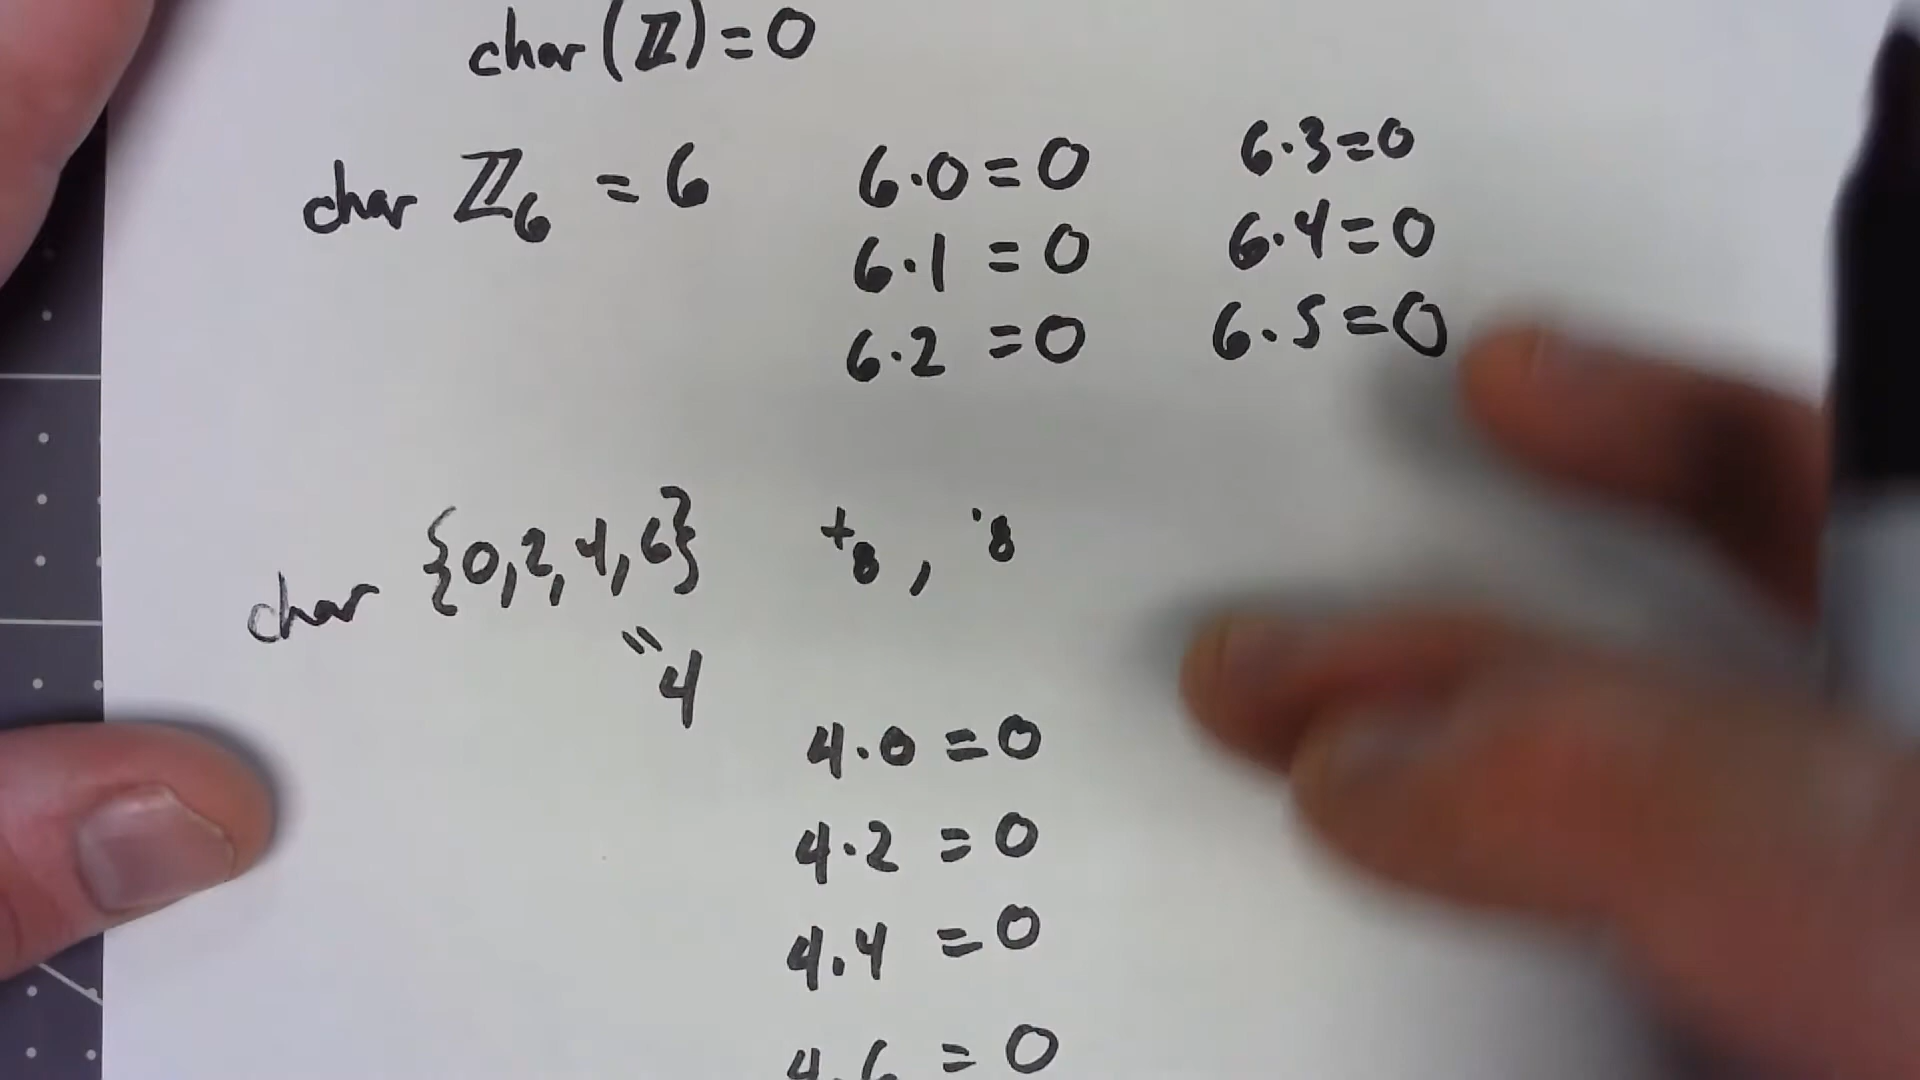 char (ℤ) = 0
char ℤ₆ = 6
6·0 = 0
6·1 = 0
6·2 = 0
6·3 = 0
6·4 = 0
6·5 = 0
char {0, 2, 4, 6} +₈ , ·₈
"
4
4·0 = 0
4·2 = 0
4·4 = 0
4·6 = 0